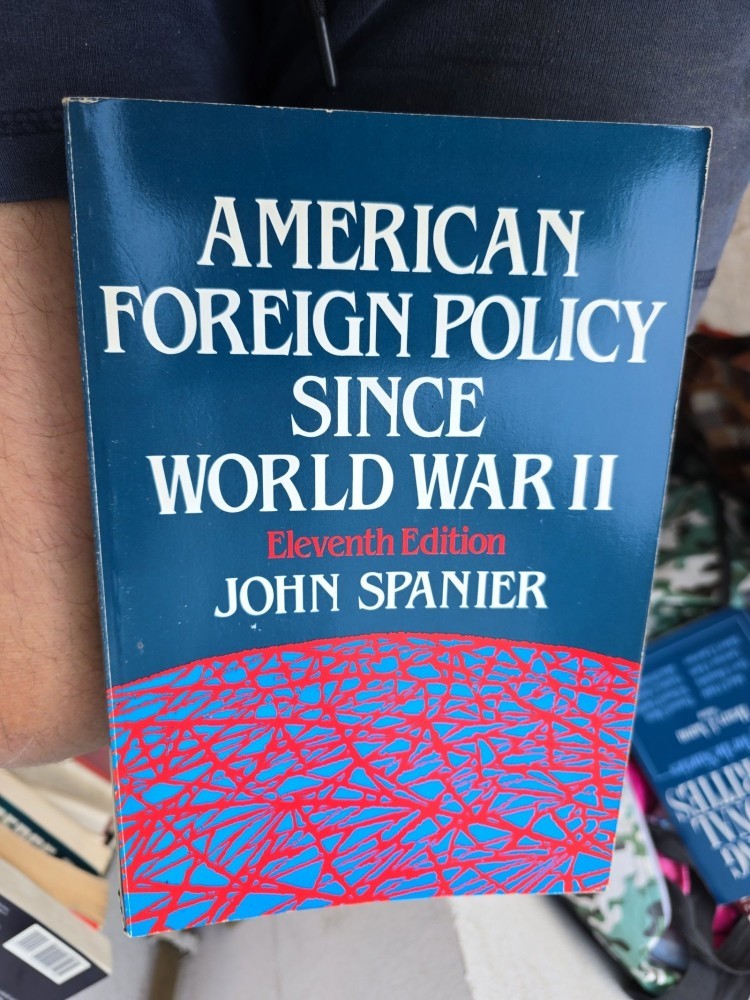 AMERICAN
FOREIGN POLICY
SINCE
WORLD WAR II
Eleventh Edition
JOHN SPANIER